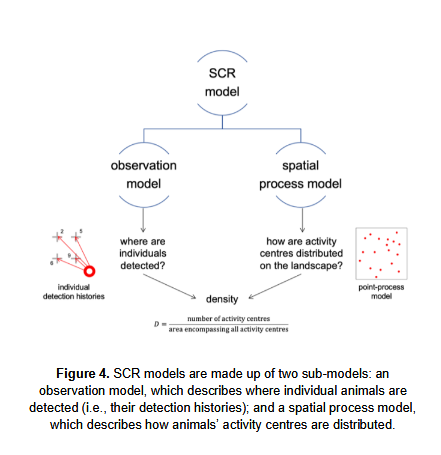 SCR
model
observation
model
spatial
process model
where are
individuals
detected?
how are activity
centres distributed
on the landscape?
2
5
6
9
individual
detection histories
point-process
model
density
D = number of activity centres
area encompassing all activity centres
Figure 4. SCR models are made up of two sub-models: an
observation model, which describes where individual animals are
detected (i.e., their detection histories); and a spatial process model,
which describes how animals' activity centres are distributed.